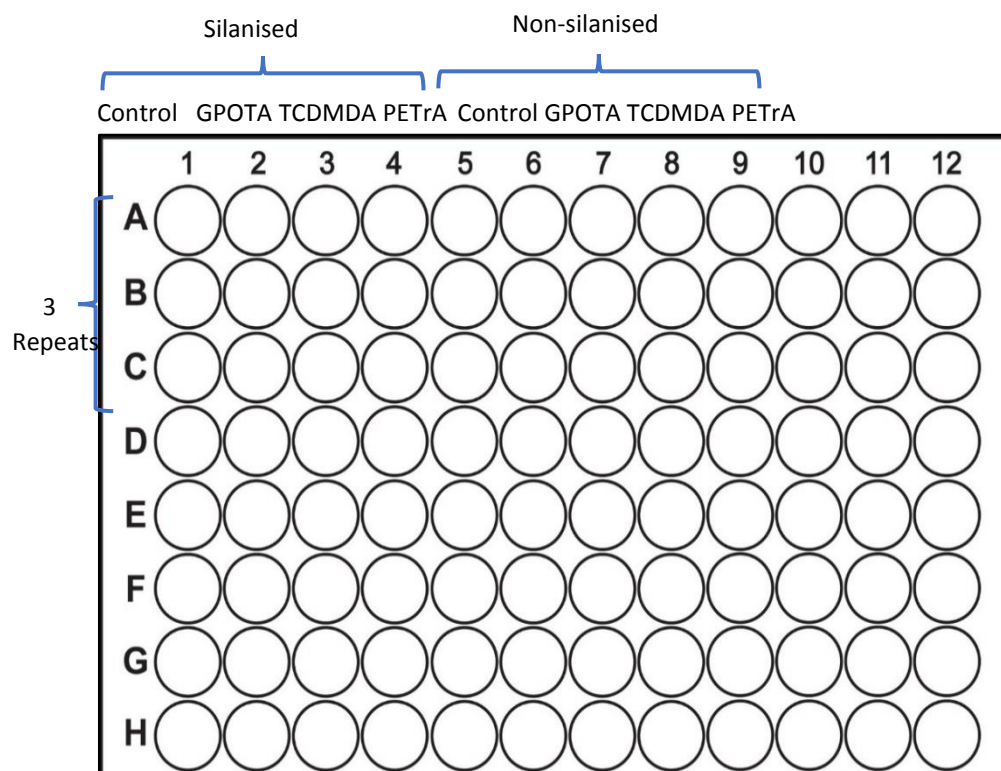 Silanised Non-silanised
Control GPOTA TCDMDA PETrA Control GPOTA TCDMDA PETrA
1 2 3 4 5 6 7 8 9 10 11 12
A
B
3
Repeats
C
D
E
F
G
H